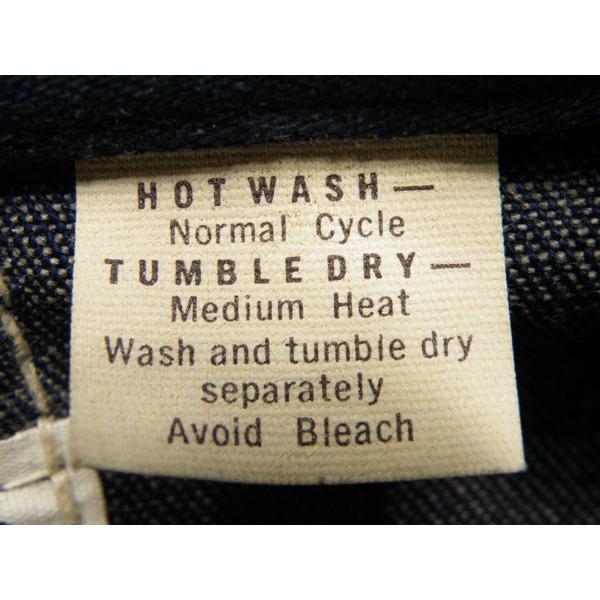 HOT WASH—
Normal Cycle
TUMBLE DRY—
Medium Heat
Wash and tumble dry
separately
Avoid Bleach